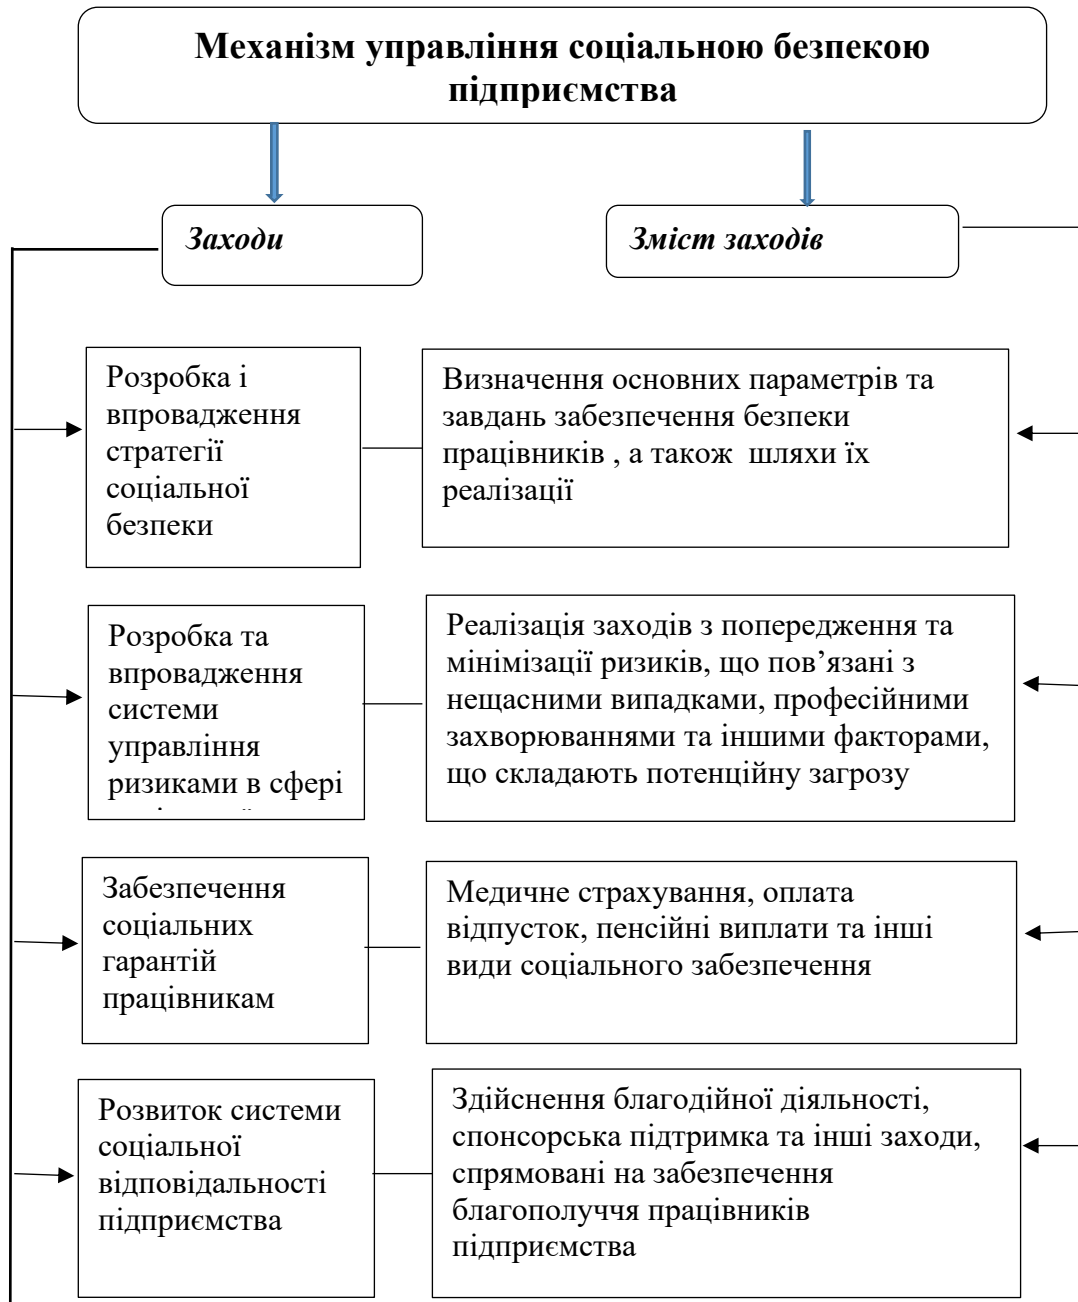 Механізм управління соціальною безпекою
підприємства
Заходи
Зміст заходів
Розробка і
впровадження
стратегії
соціальної
безпеки
Визначення основних параметрів та
завдань забезпечення безпеки
працівників , а також шляхи їх
реалізації
Розробка та
впровадження
системи
управління
ризиками в сфері
Реалізація заходів з попередження та
мінімізації ризиків, що пов’язані з
нещасними випадками, професійними
захворюваннями та іншими факторами,
що складають потенційну загрозу
Забезпечення
соціальних
гарантій
працівникам
Медичне страхування, оплата
відпусток, пенсійні виплати та інші
види соціального забезпечення
Розвиток системи
соціальної
відповідальності
підприємства
Здійснення благодійної діяльності,
спонсорська підтримка та інші заходи,
спрямовані на забезпечення
благополуччя працівників
підприємства